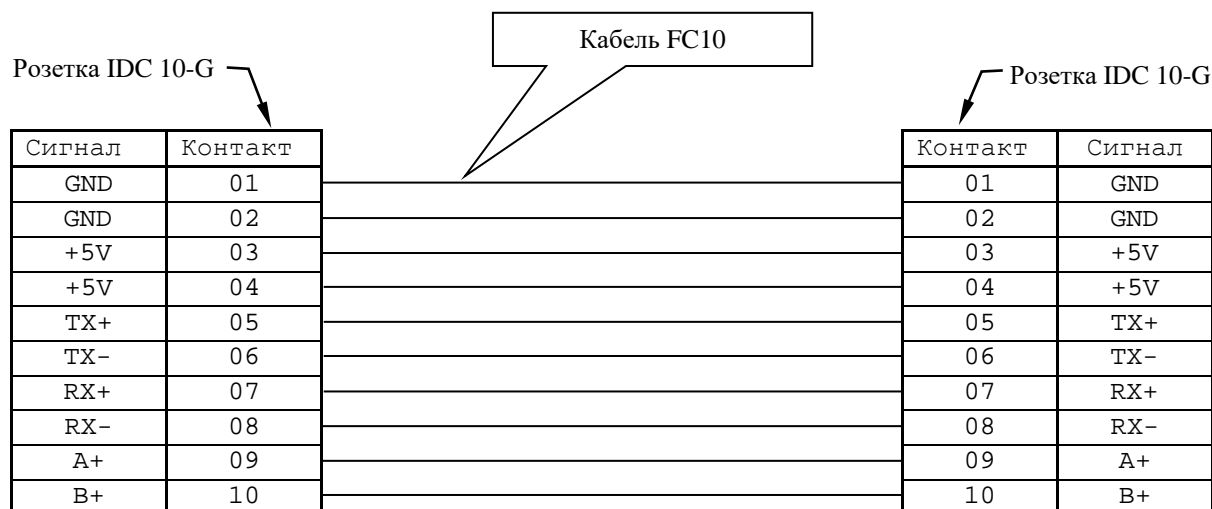 Кабель FC10
Розетка IDC 10-G Розетка IDC 10-G
Сигнал Контакт Контакт Сигнал
GND 01 01 GND
GND 02 02 GND
+5V 03 03 +5V
+5V 04 04 +5V
TX+ 05 05 TX+
TX- 06 06 TX-
RX+ 07 07 RX+
RX- 08 08 RX-
A+ 09 09 A+
B+ 10 10 B+